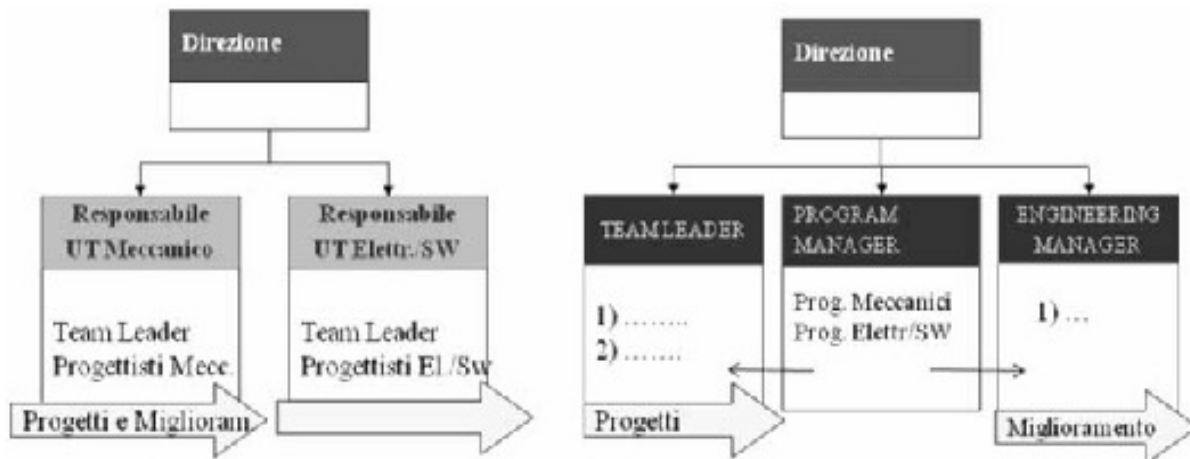 Direzione
Responsabile
UT Meccanico
Responsabile
UT Elettr./SW
Team Leader
Progettisti Mecc.
Team Leader
Progettisti El./Sw
Progetti e Miglioram.
Direzione
TEAM LEADER
PROGRAM
MANAGER
ENGINEERING
MANAGER
1) ........
2) .......
Prog. Meccanici
Prog. Elettr/SW
1) ...
Progetti
Miglioramento